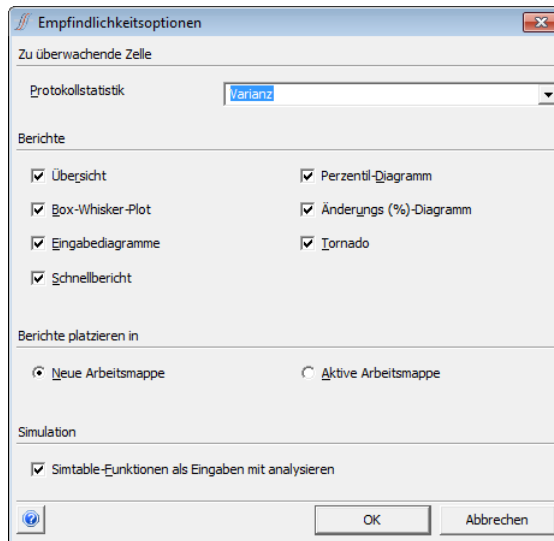 Empfindlichkeitsoptionen
Zu überwachende Zelle
Protokollstatistik Varianz
Berichte
Übersicht Perzentil-Diagramm
Box-Whisker-Plot Änderungs (%)-Diagramm
Eingabediagramme Tornado
Schnellbericht
Berichte platzieren in
Neue Arbeitsmappe Aktive Arbeitsmappe
Simulation
Simtable-Funktionen als Eingaben mit analysieren
OK Abbrechen